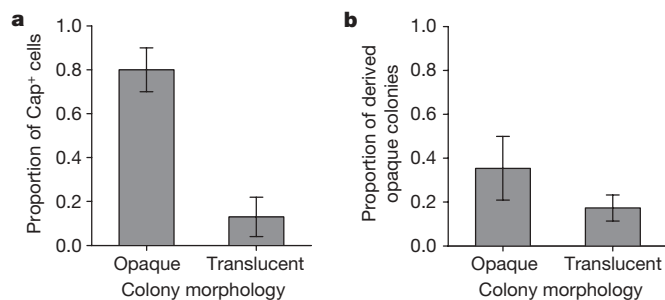 a
Proportion of Cap⁺ cells
1.0
0.8
0.6
0.4
0.2
0.0
Opaque Translucent
Colony morphology
b
Proportion of derived
opaque colonies
1.0
0.8
0.6
0.4
0.2
0.0
Opaque Translucent
Colony morphology